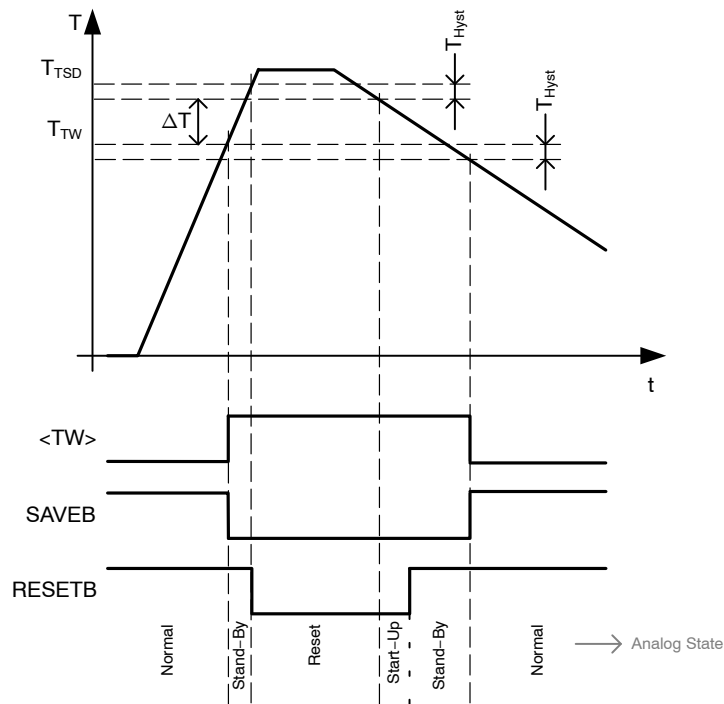 T
T_Hyst
T_TSD
T_Hyst
ΔT
T_TW
t
<TW>
SAVEB
RESETB
Normal
Stand-By
Reset
Start-Up
Stand-By
Normal
Analog State